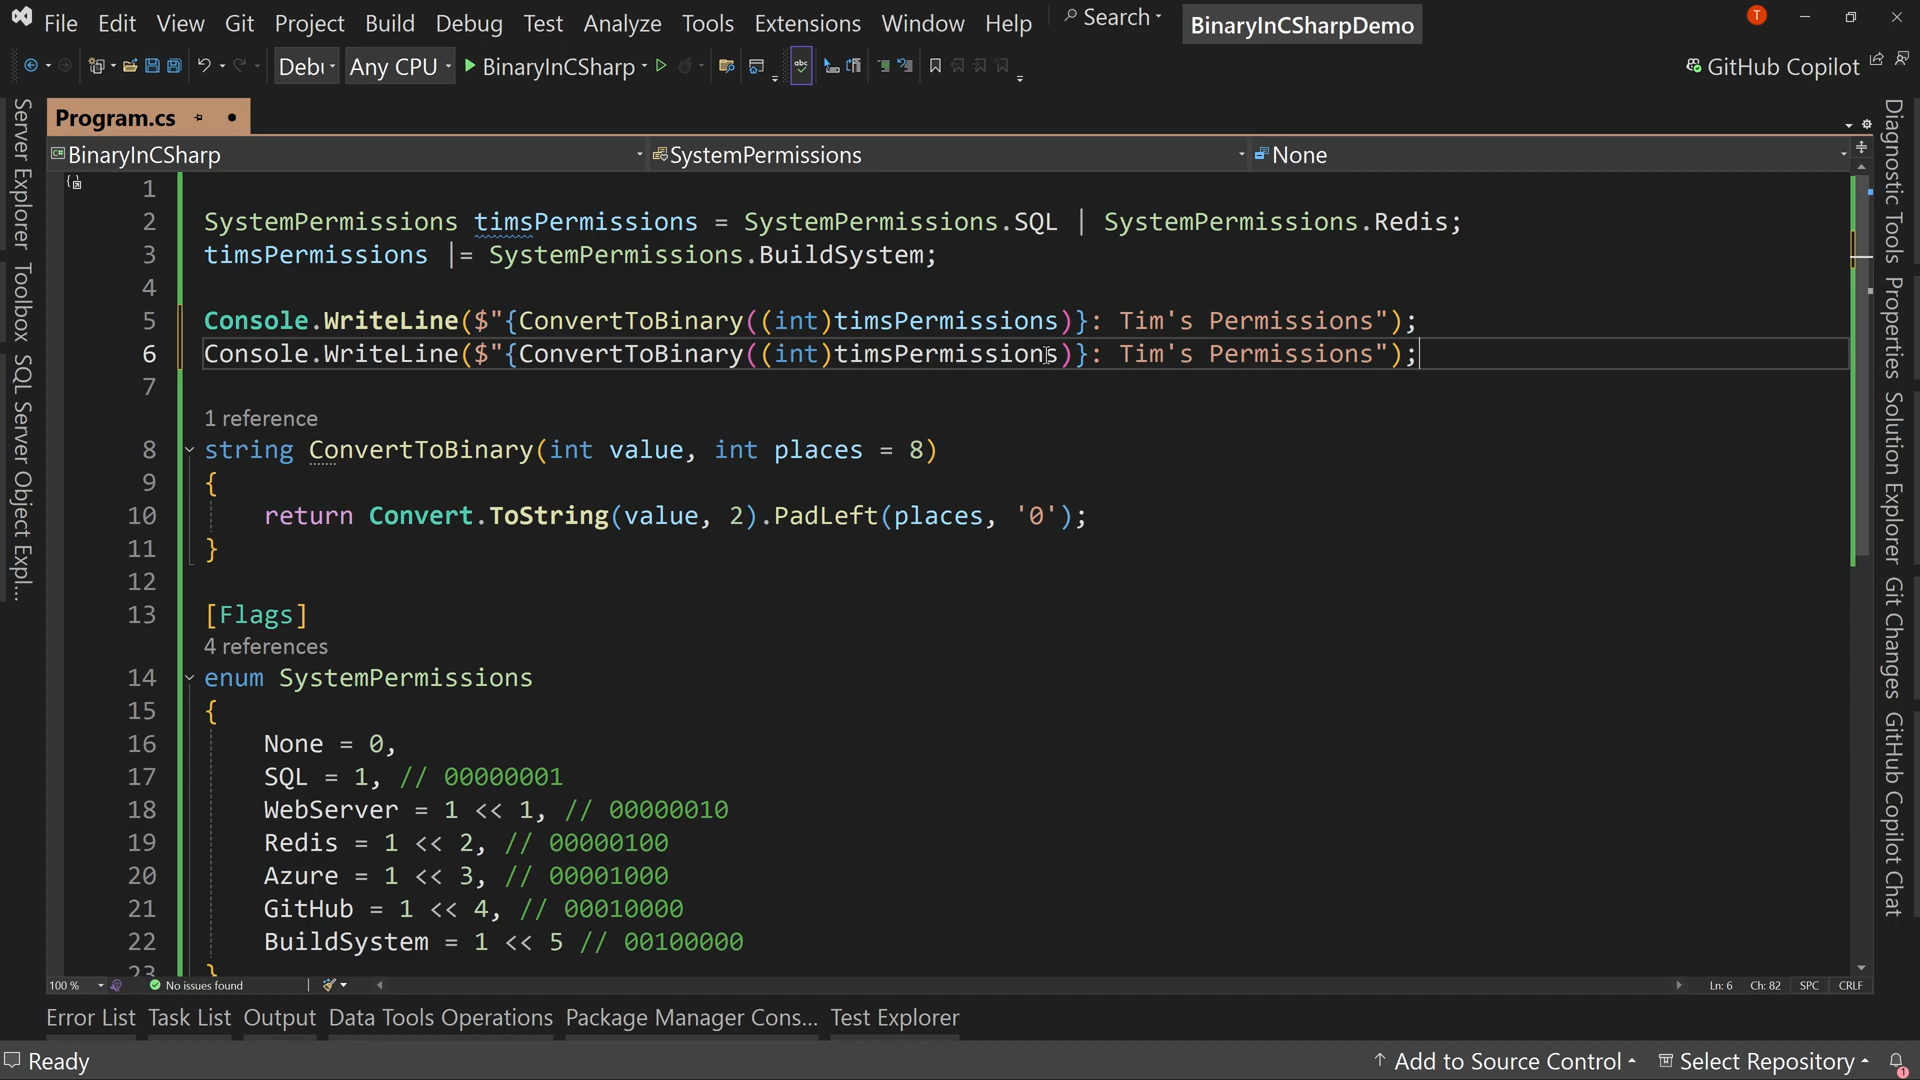 File Edit View Git Project Build Debug Test Analyze Tools Extensions Window Help Search BinaryInCSharpDemo
Debu Any CPU BinaryInCSharp GitHub Copilot
Program.cs
BinaryInCSharp SystemPermissions None
1
2 SystemPermissions timsPermissions = SystemPermissions.SQL | SystemPermissions.Redis;
3 timsPermissions |= SystemPermissions.BuildSystem;
4
5 Console.WriteLine($"{ConvertToBinary((int)timsPermissions)}: Tim's Permissions");
6 Console.WriteLine($"{ConvertToBinary((int)timsPermissions)}: Tim's Permissions");
7
1 reference
8 string ConvertToBinary(int value, int places = 8)
9 {
10 return Convert.ToString(value, 2).PadLeft(places, '0');
11 }
12
13 [Flags]
4 references
14 enum SystemPermissions
15 {
16 None = 0,
17 SQL = 1, // 00000001
18 WebServer = 1 << 1, // 00000010
19 Redis = 1 << 2, // 00000100
20 Azure = 1 << 3, // 00001000
21 GitHub = 1 << 4, // 00010000
22 BuildSystem = 1 << 5 // 00100000
23 }
Server Explorer
Toolbox
SQL Server Object Expl...
Diagnostic Tools
Properties
Solution Explorer
Git Changes
GitHub Copilot Chat
100 % No issues found Ln: 6 Ch: 82 SPC CRLF
Error List Task List Output Data Tools Operations Package Manager Cons... Test Explorer
Ready Add to Source Control Select Repository 1